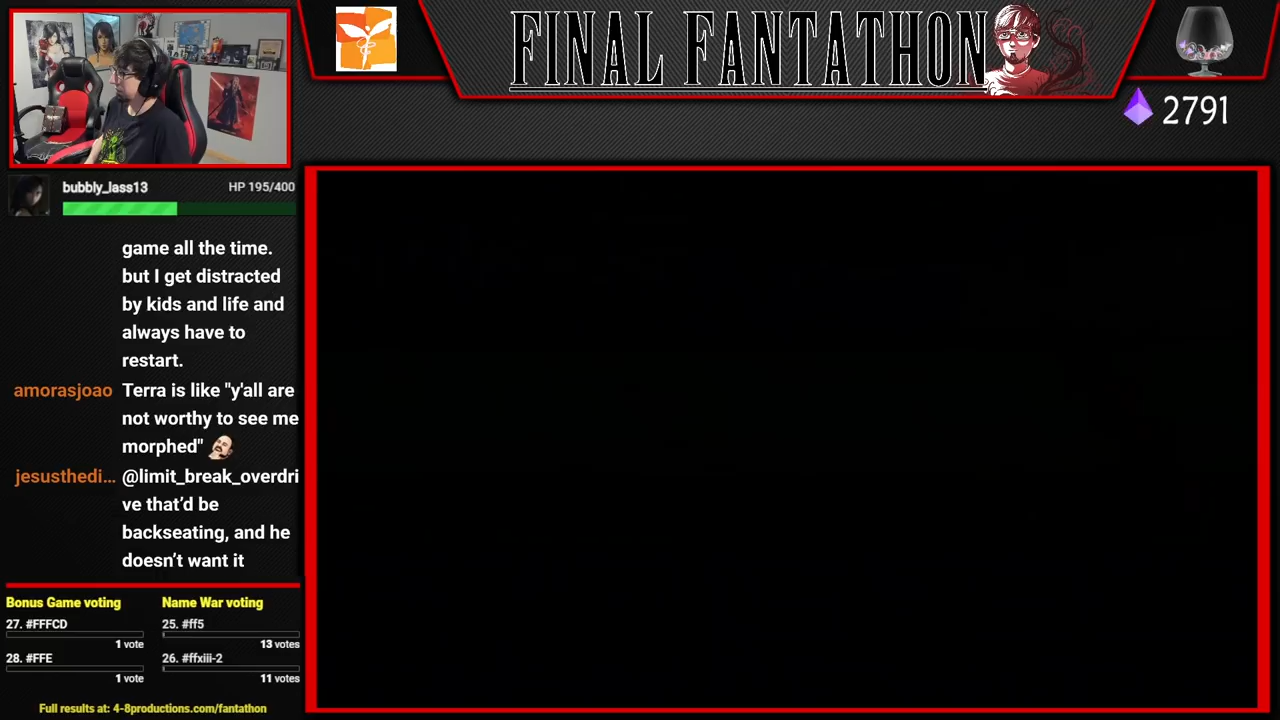 FINAL FANTATHON
2791
bubbly_lass13 HP 195/400
game all the time.
but I get distracted
by kids and life and
always have to
restart.
amorasjoao Terra is like "y'all are
not worthy to see me
morphed"
jesusthedi... @limit_break_overdri
ve that’d be
backseating, and he
doesn’t want it
Bonus Game voting Name War voting
27. #FFFCD 25. #ff5
1 vote 13 votes
28. #FFE 26. #ffxiii-2
1 vote 11 votes
Full results at: 4-8productions.com/fantathon